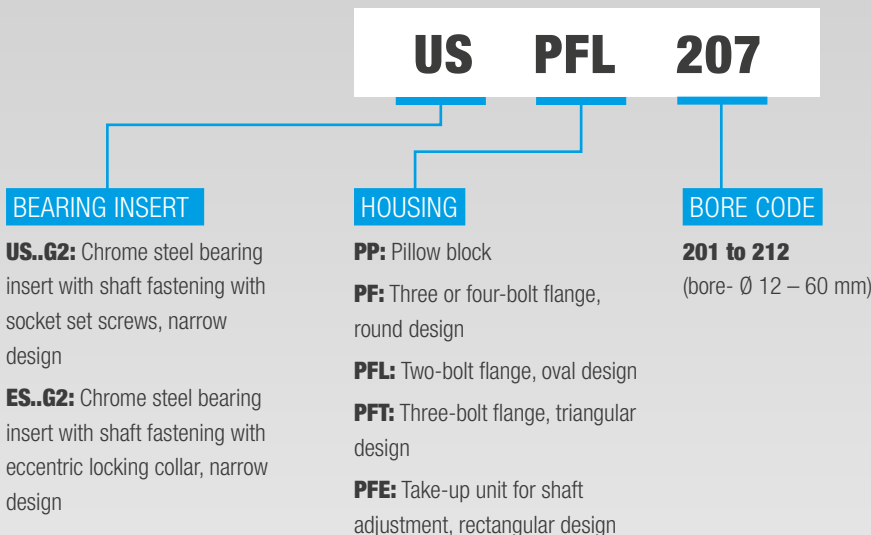 US PFL 207
BEARING INSERT
US..G2: Chrome steel bearing
insert with shaft fastening with
socket set screws, narrow
design
ES..G2: Chrome steel bearing
insert with shaft fastening with
eccentric locking collar, narrow
design
HOUSING
PP: Pillow block
PF: Three or four-bolt flange,
round design
PFL: Two-bolt flange, oval design
PFT: Three-bolt flange, triangular
design
PFE: Take-up unit for shaft
adjustment, rectangular design
BORE CODE
201 to 212
(bore- Ø 12 – 60 mm)